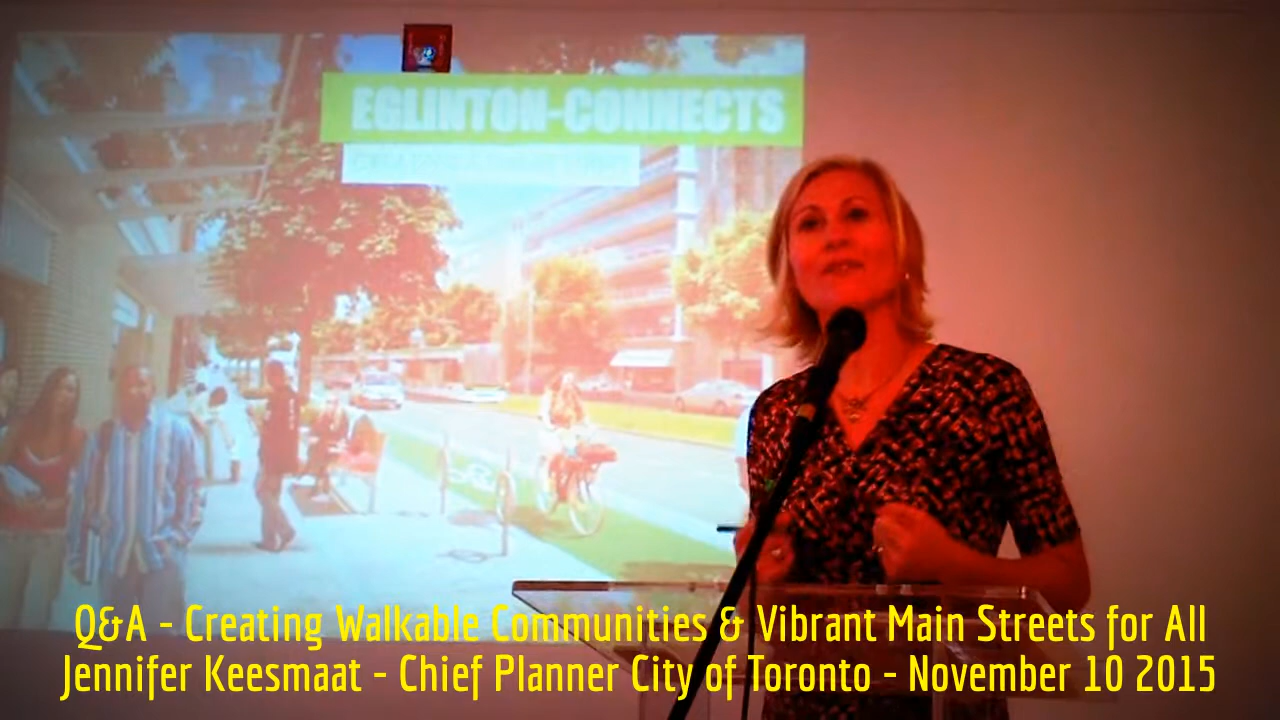 EGLINTON-CONNECTS
Q&A - Creating Walkable Communities & Vibrant Main Streets for All
Jennifer Keesmaat - Chief Planner City of Toronto - November 10 2015